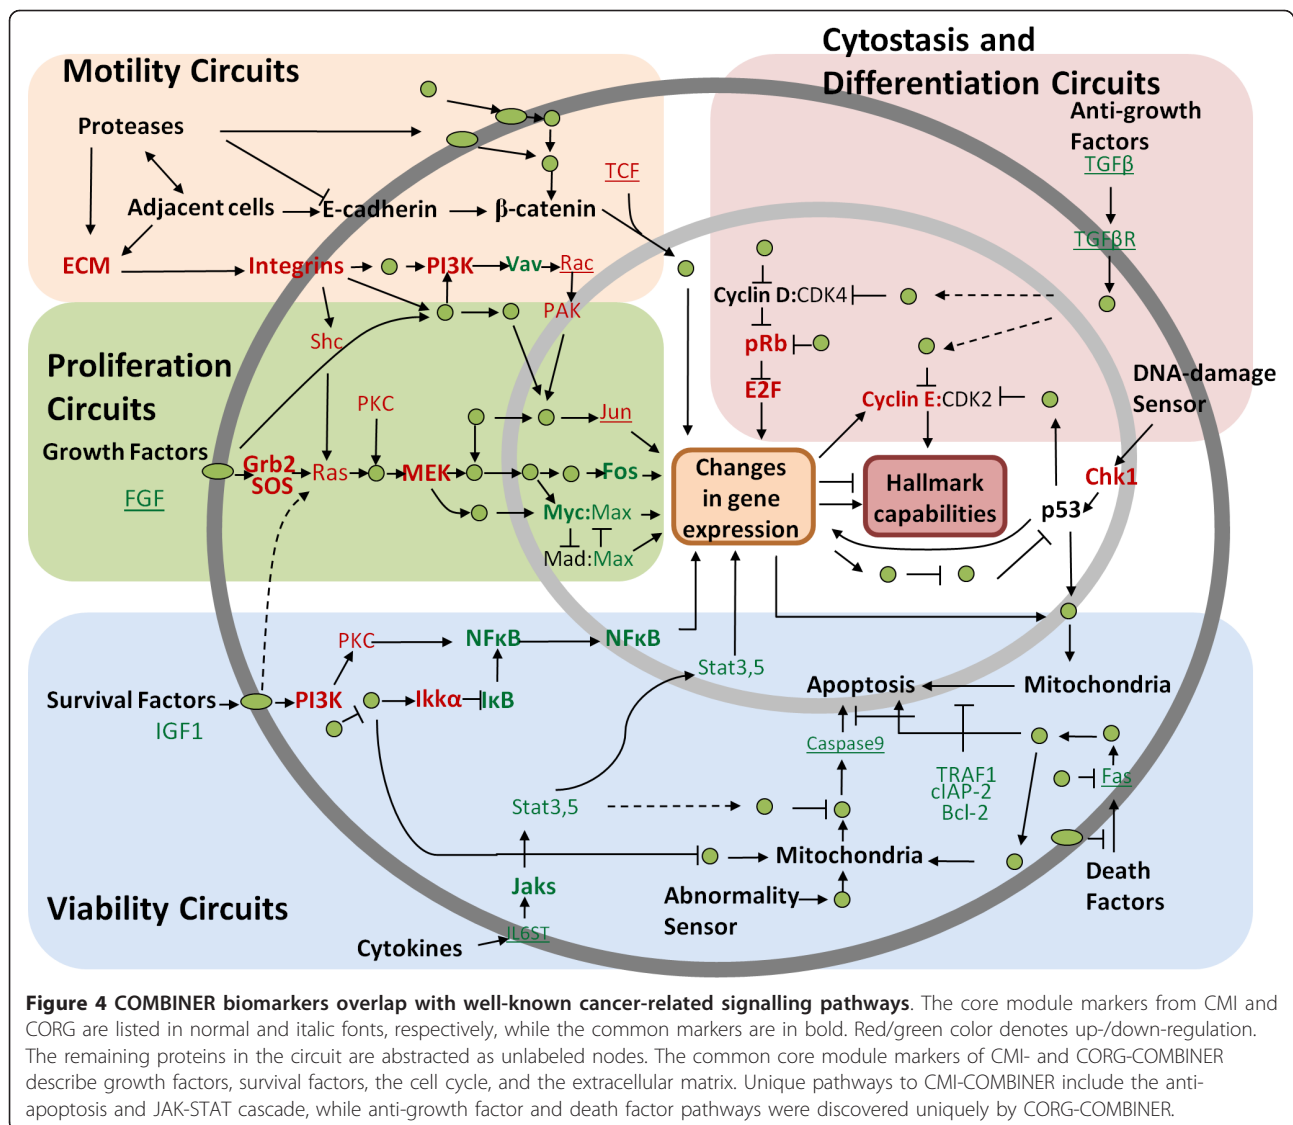 Motility Circuits
Cytostasis and
Differentiation Circuits
Proteases
Adjacent cells
E-cadherin
β-catenin
TCF
ECM
Integrins
PI3K
Vav
Rac
PAK
Shc
Anti-growth
Factors
TGFβ
TGFβR
Cyclin D:CDK4
pRb
E2F
Cyclin E:CDK2
DNA-damage
Sensor
Chk1
p53
Proliferation
Circuits
Growth Factors
FGF
Grb2
SOS
Ras
PKC
MEK
Jun
Fos
Myc:Max
Mad:Max
Changes
in gene
expression
Hallmark
capabilities
Survival Factors
IGF1
PI3K
PKC
NFκB
NFκB
Ikkα
IκB
Stat3,5
Stat3,5
Jaks
IL6ST
Cytokines
Viability Circuits
Apoptosis
Mitochondria
Caspase9
TRAF1
cIAP-2
Bcl-2
Fas
Mitochondria
Abnormality
Sensor
Death
Factors
Figure 4 COMBINER biomarkers overlap with well-known cancer-related signalling pathways. The core module markers from CMI and
CORG are listed in normal and italic fonts, respectively, while the common markers are in bold. Red/green color denotes up-/down-regulation.
The remaining proteins in the circuit are abstracted as unlabeled nodes. The common core module markers of CMI- and CORG-COMBINER
describe growth factors, survival factors, the cell cycle, and the extracellular matrix. Unique pathways to CMI-COMBINER include the anti-
apoptosis and JAK-STAT cascade, while anti-growth factor and death factor pathways were discovered uniquely by CORG-COMBINER.